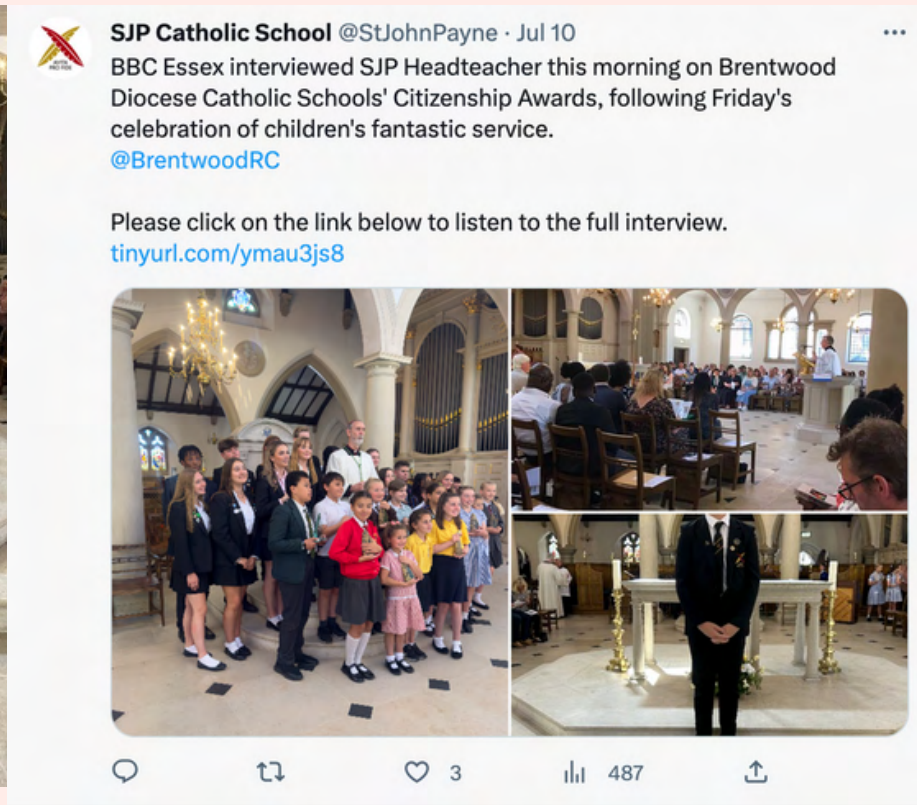 SJP Catholic School @StJohnPayne · Jul 10
BBC Essex interviewed SJP Headteacher this morning on Brentwood
Diocese Catholic Schools' Citizenship Awards, following Friday's
celebration of children's fantastic service.
@BrentwoodRC
Please click on the link below to listen to the full interview.
tinyurl.com/ymau3js8
3
487